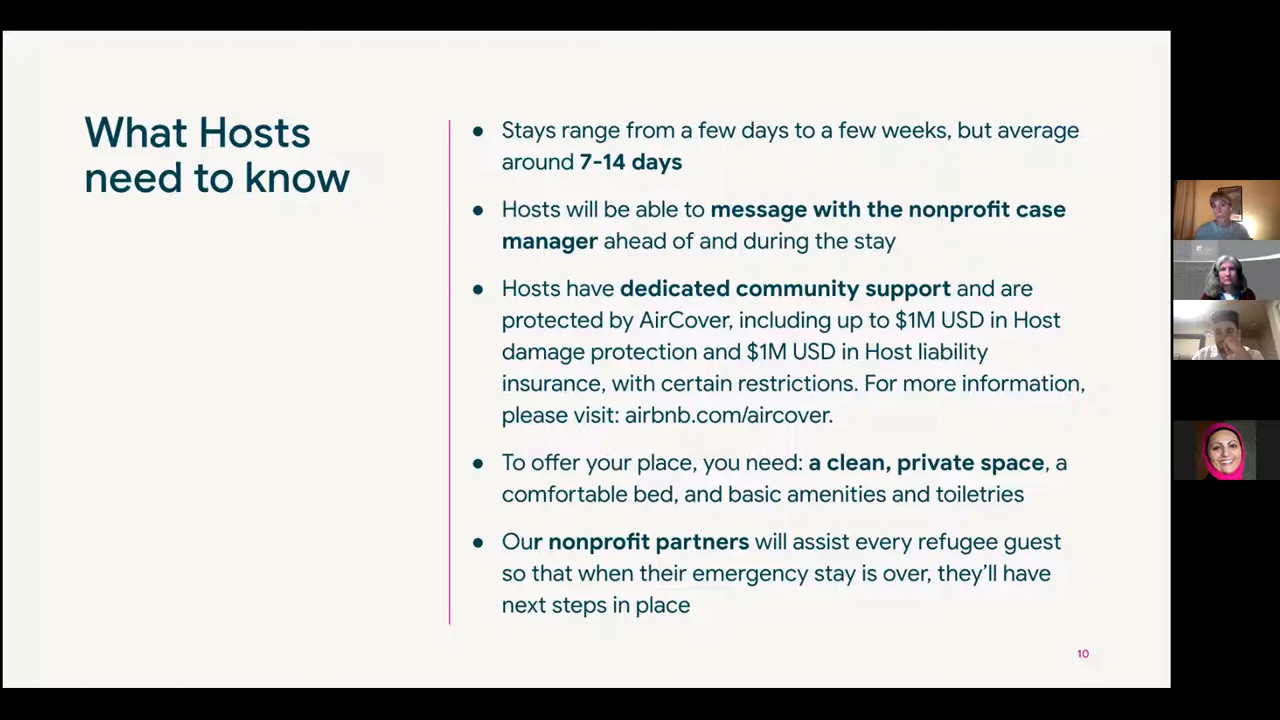 What Hosts
need to know
● Stays range from a few days to a few weeks, but average
around 7-14 days
● Hosts will be able to message with the nonprofit case
manager ahead of and during the stay
● Hosts have dedicated community support and are
protected by AirCover, including up to $1M USD in Host
damage protection and $1M USD in Host liability
insurance, with certain restrictions. For more information,
please visit: airbnb.com/aircover.
● To offer your place, you need: a clean, private space, a
comfortable bed, and basic amenities and toiletries
● Our nonprofit partners will assist every refugee guest
so that when their emergency stay is over, they’ll have
next steps in place
10